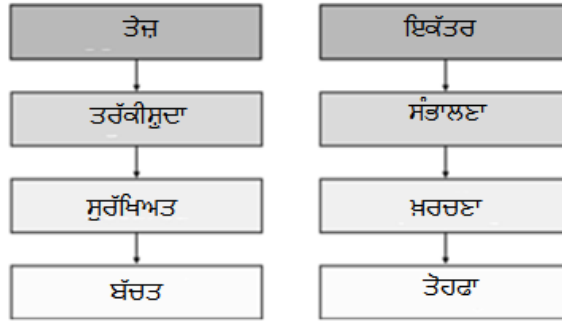 ਤੇਜ਼
ਤਰੱਕੀਸ਼ੁਦਾ
ਸੁਰੱਖਿਅਤ
ਬੱਚਤ
ਇਕੱਤਰ
ਸੰਭਾਲਣਾ
ਖ਼ਰਚਣਾ
ਤੋਹਫਾ